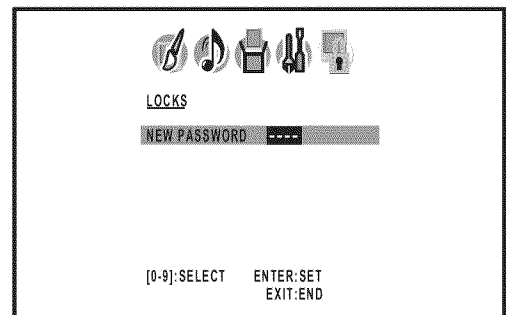 LOCKS
NEW PASSWORD ----
[0-9]:SELECT ENTER:SET
EXIT:END